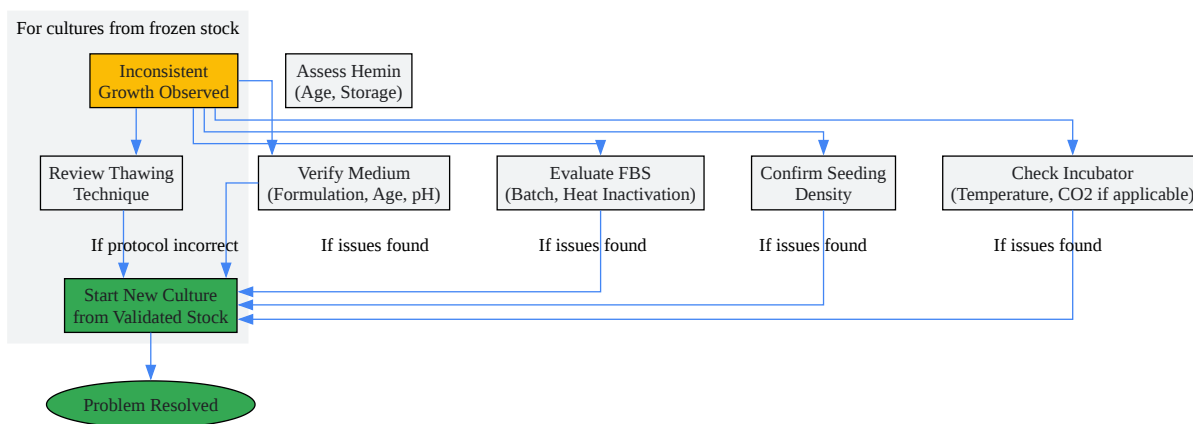 For cultures from frozen stock
Inconsistent
Growth Observed
Assess Hemin
(Age, Storage)
Review Thawing
Technique
Verify Medium
(Formulation, Age, pH)
Evaluate FBS
(Batch, Heat Inactivation)
Confirm Seeding
Density
Check Incubator
(Temperature, CO2 if applicable)
If protocol incorrect
If issues found
If issues found
If issues found
If issues found
Start New Culture
from Validated Stock
Problem Resolved